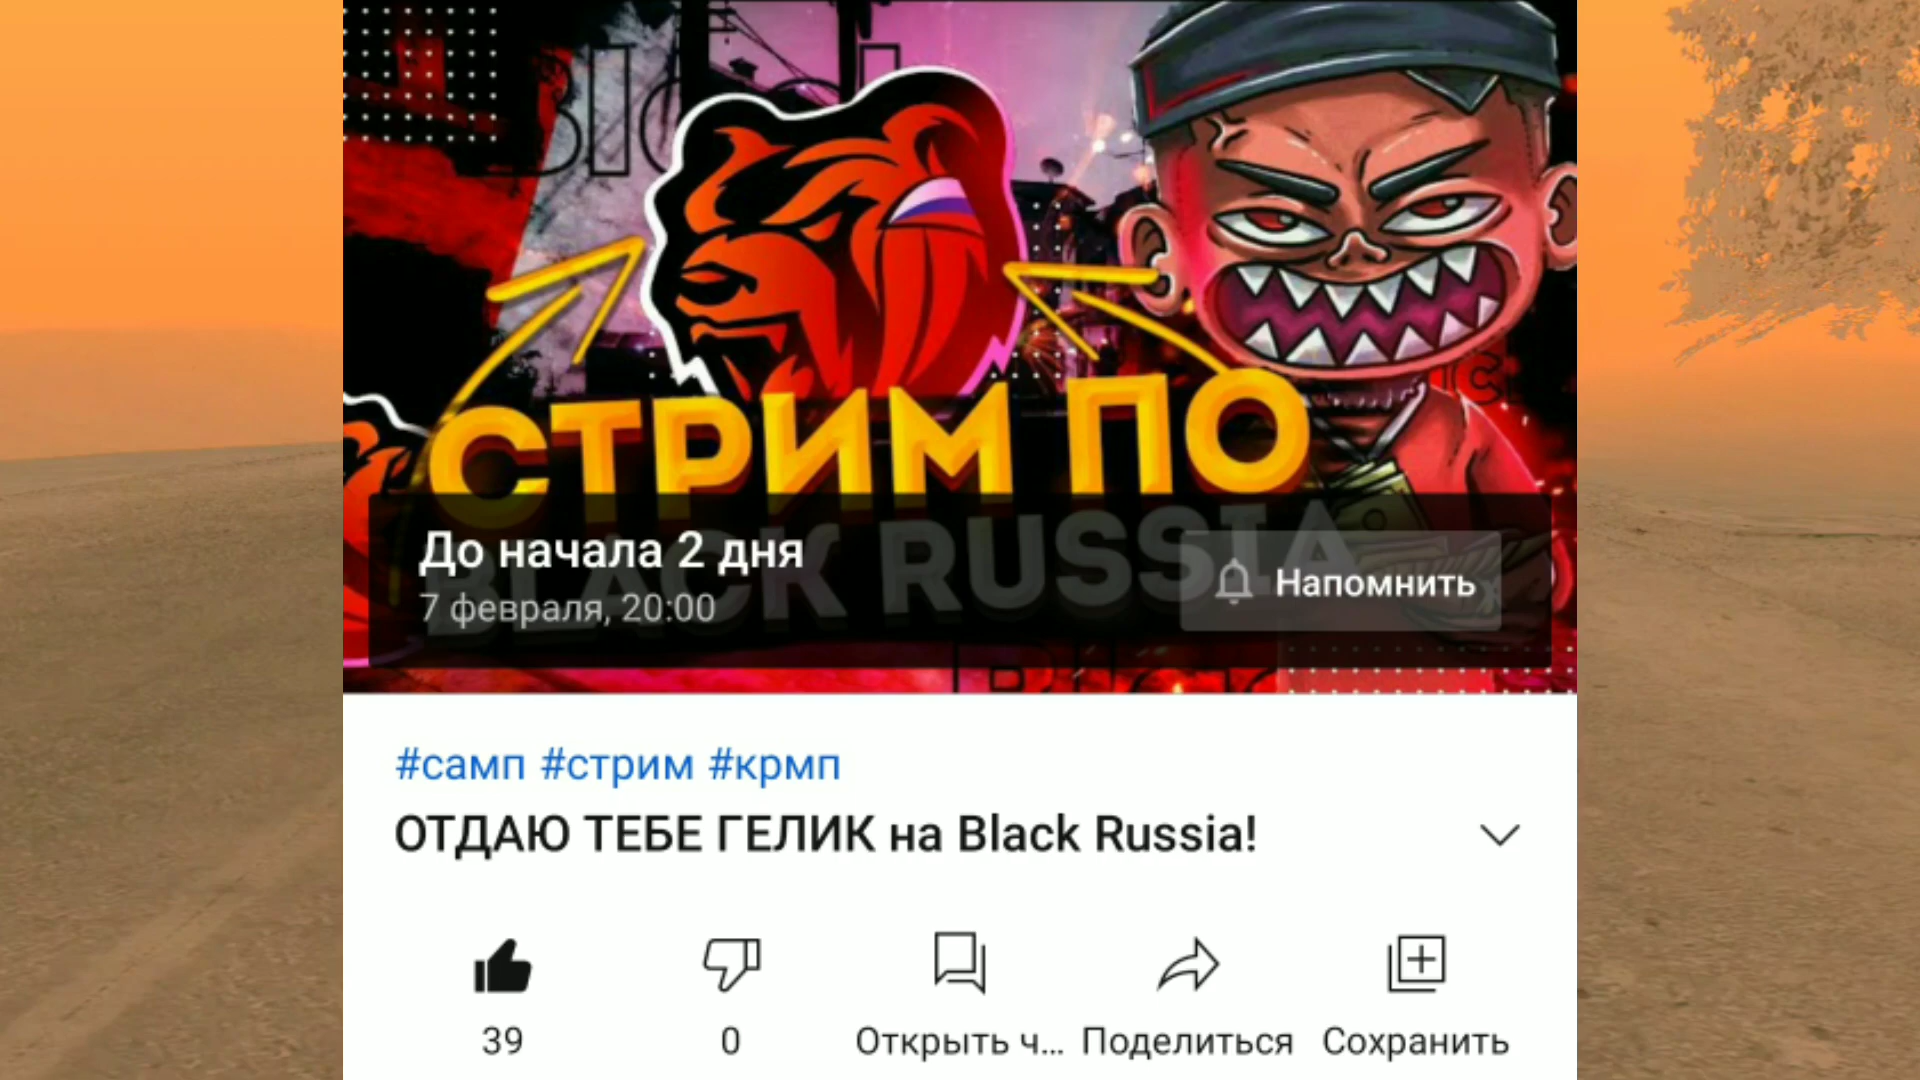 СТРИМ ПО
BLACK RUSSIA
До начала 2 дня
7 февраля, 20:00
Напомнить
#самп #стрим #крмп
ОТДАЮ ТЕБЕ ГЕЛИК на Black Russia!
39
0
Открыть ч...
Поделиться
Сохранить